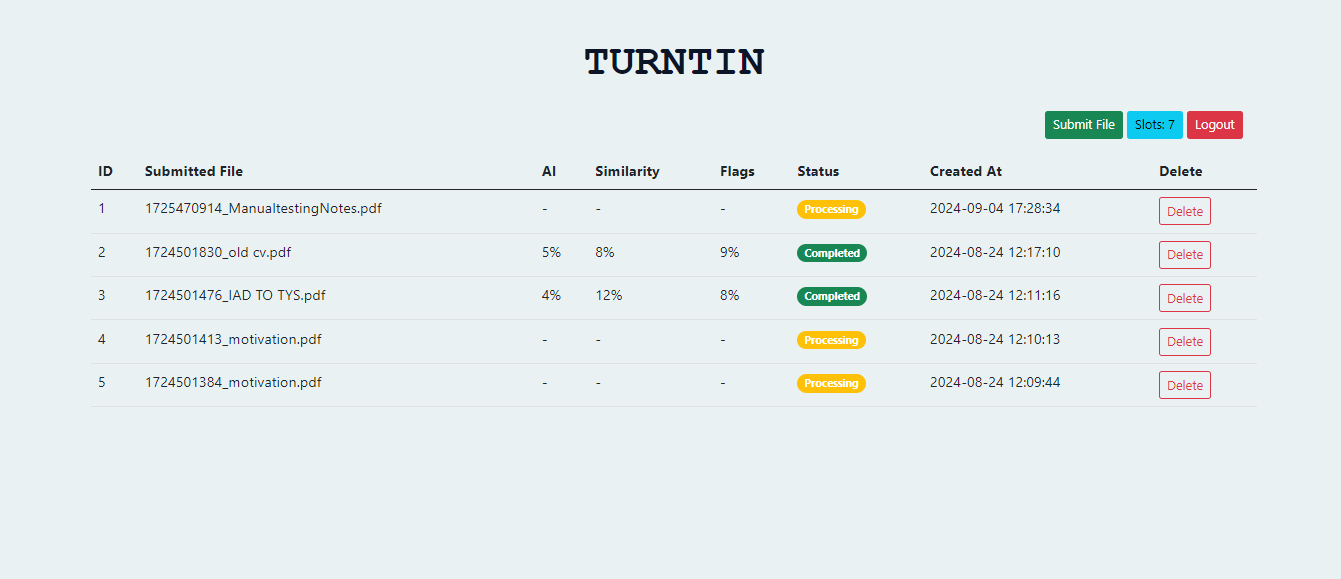 TURNTIN
Submit File Slots: 7 Logout
ID Submitted File AI Similarity Flags Status Created At Delete
1 1725470914_ManualtestingNotes.pdf - - - Processing 2024-09-04 17:28:34 Delete
2 1724501830_old cv.pdf 5% 8% 9% Completed 2024-08-24 12:17:10 Delete
3 1724501476_IAD TO TYS.pdf 4% 12% 8% Completed 2024-08-24 12:11:16 Delete
4 1724501413_motivation.pdf - - - Processing 2024-08-24 12:10:13 Delete
5 1724501384_motivation.pdf - - - Processing 2024-08-24 12:09:44 Delete